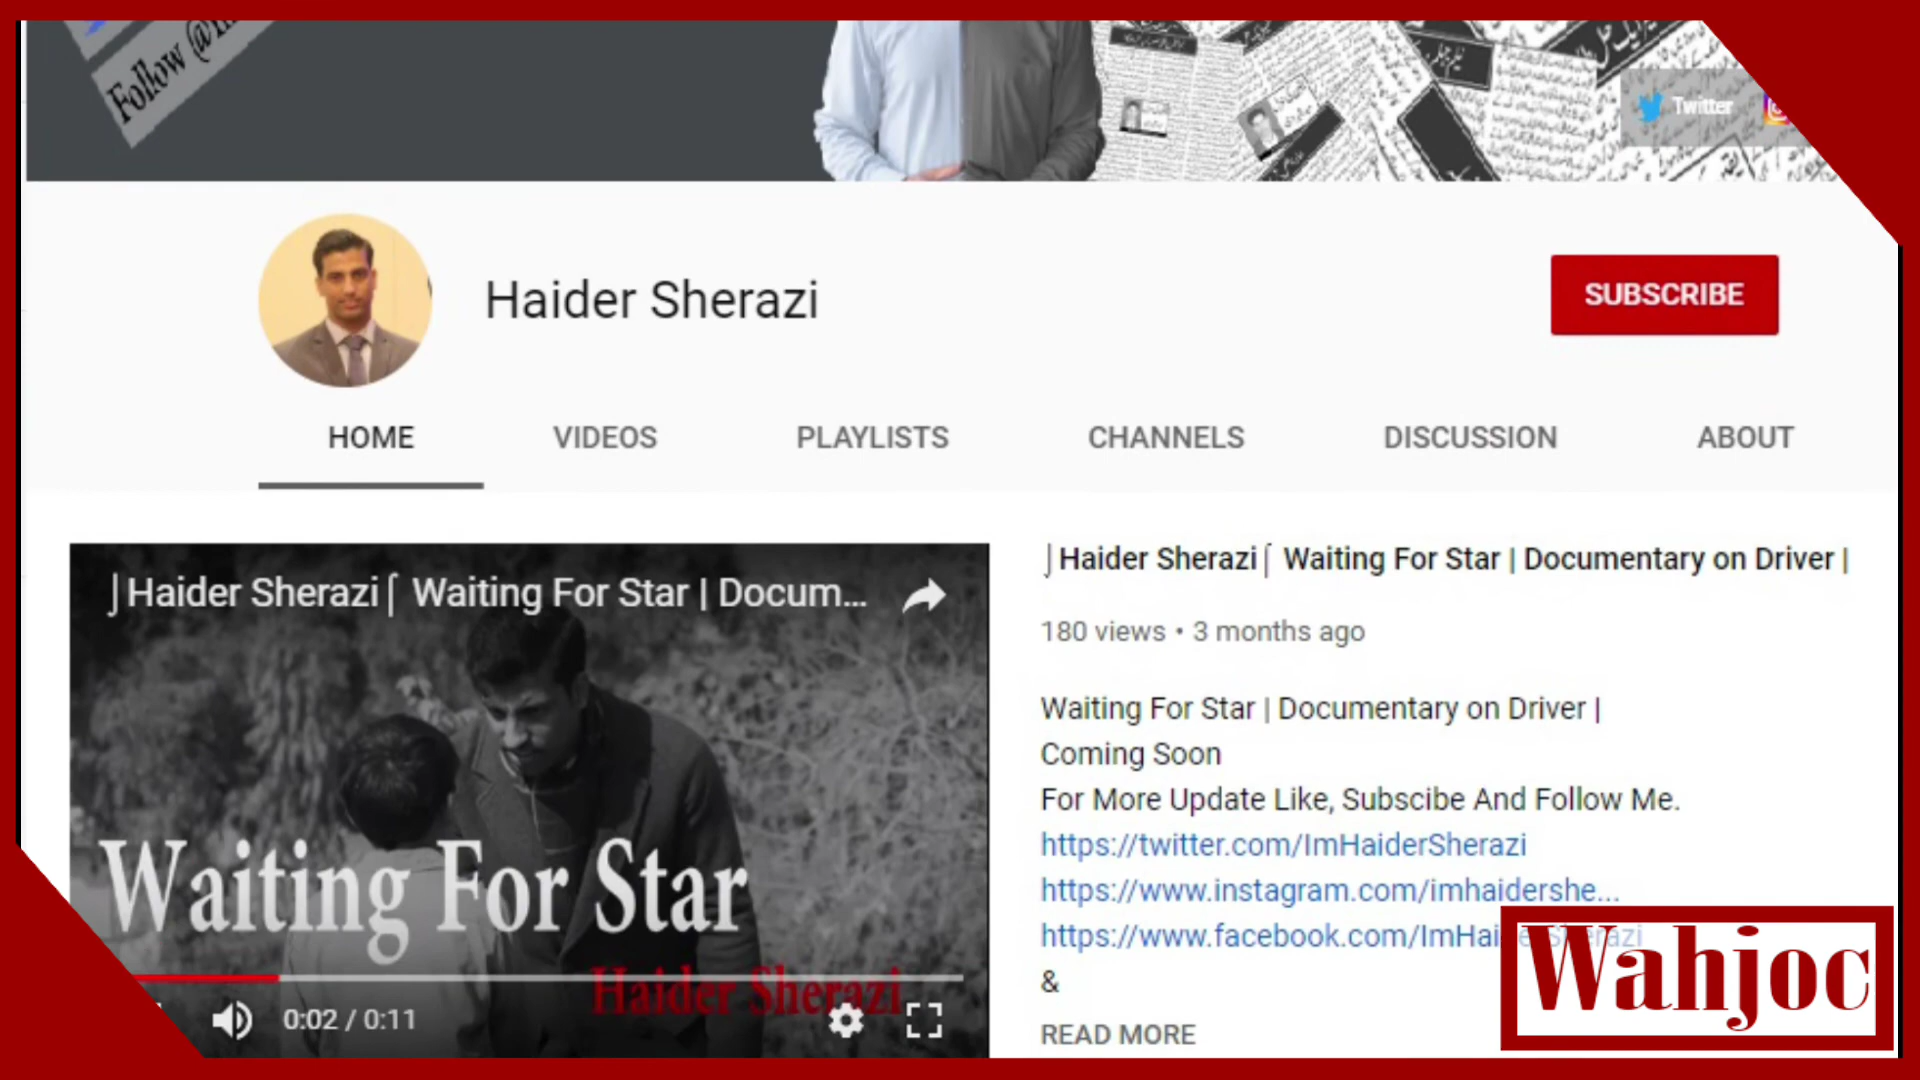 Follow
Twitter
Haider Sherazi
SUBSCRIBE
HOME
VIDEOS
PLAYLISTS
CHANNELS
DISCUSSION
ABOUT
⌡Haider Sherazi⌠ Waiting For Star | Docum...
Waiting For Star
Haider Sherazi
0:02 / 0:11
⌡Haider Sherazi⌠ Waiting For Star | Documentary on Driver |
180 views • 3 months ago
Waiting For Star | Documentary on Driver |
Coming Soon
For More Update Like, Subscibe And Follow Me.
https://twitter.com/ImHaiderSherazi
https://www.instagram.com/imhaidershe...
https://www.facebook.com/ImHaiderSherazi
&
READ MORE
Wahjoc